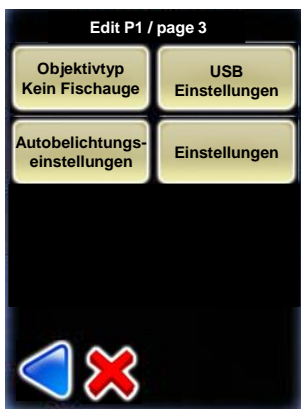 Edit P1 / page 3
Objektivtyp
Kein Fischauge
USB
Einstellungen
Autobelichtungs-
einstellungen
Einstellungen